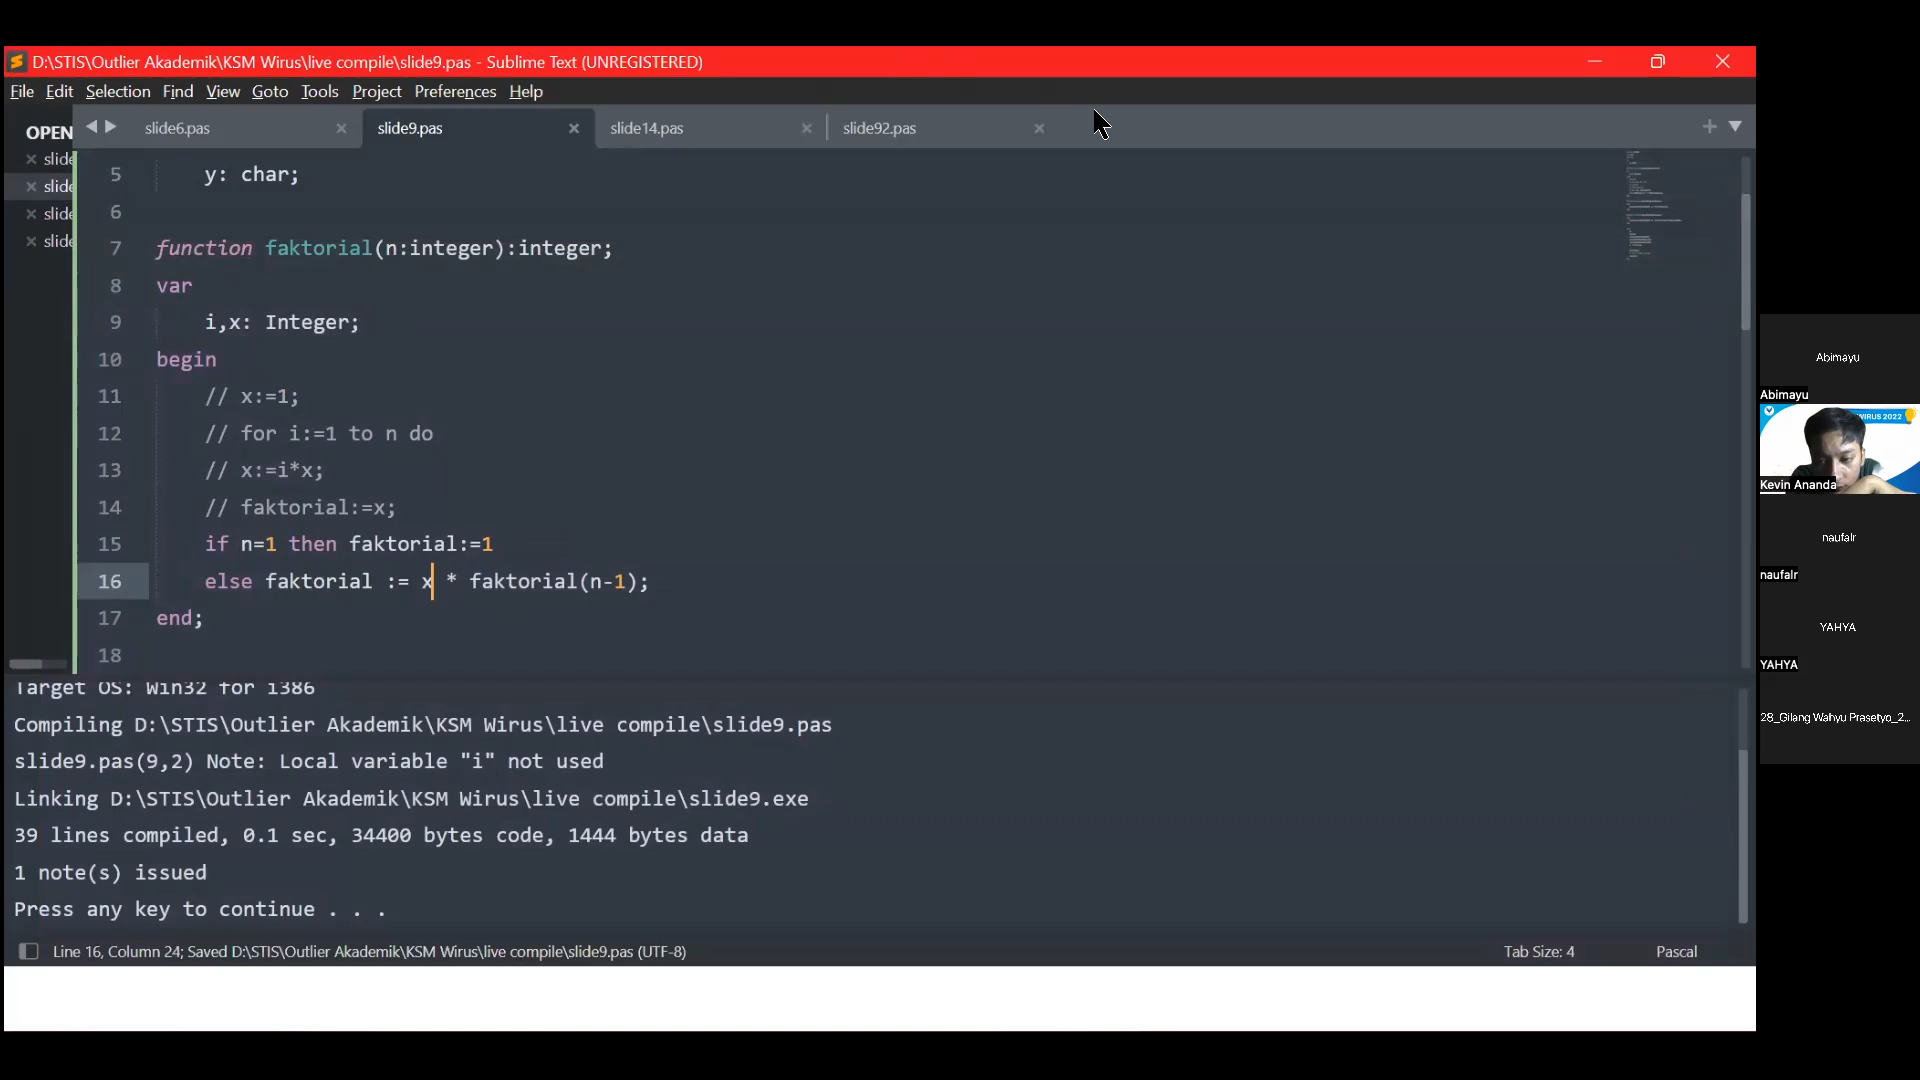 D:\STIS\Outlier Akademik\KSM Wirus\live compile\slide9.pas - Sublime Text (UNREGISTERED)
File Edit Selection Find View Goto Tools Project Preferences Help
OPEN
slide6.pas slide9.pas slide14.pas slide92.pas
slide
slide
slide
slide
5 y: char;
6
7 function faktorial(n:integer):integer;
8 var
9 i,x: Integer;
10 begin
11 // x:=1;
12 // for i:=1 to n do
13 // x:=i*x;
14 // faktorial:=x;
15 if n=1 then faktorial:=1
16 else faktorial := x * faktorial(n-1);
17 end;
18
Target OS: Win32 for i386
Compiling D:\STIS\Outlier Akademik\KSM Wirus\live compile\slide9.pas
slide9.pas(9,2) Note: Local variable "i" not used
Linking D:\STIS\Outlier Akademik\KSM Wirus\live compile\slide9.exe
39 lines compiled, 0.1 sec, 34400 bytes code, 1444 bytes data
1 note(s) issued
Press any key to continue . . .
Line 16, Column 24; Saved D:\STIS\Outlier Akademik\KSM Wirus\live compile\slide9.pas (UTF-8)
Tab Size: 4
Pascal
Abimayu
Abimayu
WIRUS 2022
Kevin Ananda
naufalr
naufalr
YAHYA
YAHYA
28_Gilang Wahyu Prasetyo_2...